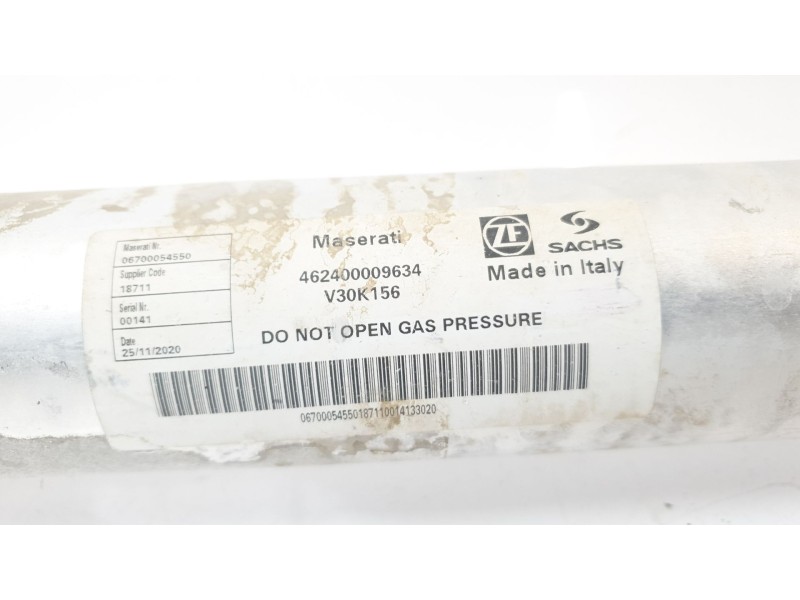 Maserati Nr.
06700054550
Supplier Code
18711
Serial Nr.
00141
Date
25/11/2020
Maserati
462400009634
V30K156
ZF
SACHS
Made in Italy
DO NOT OPEN GAS PRESSURE
06700054550187110014133020